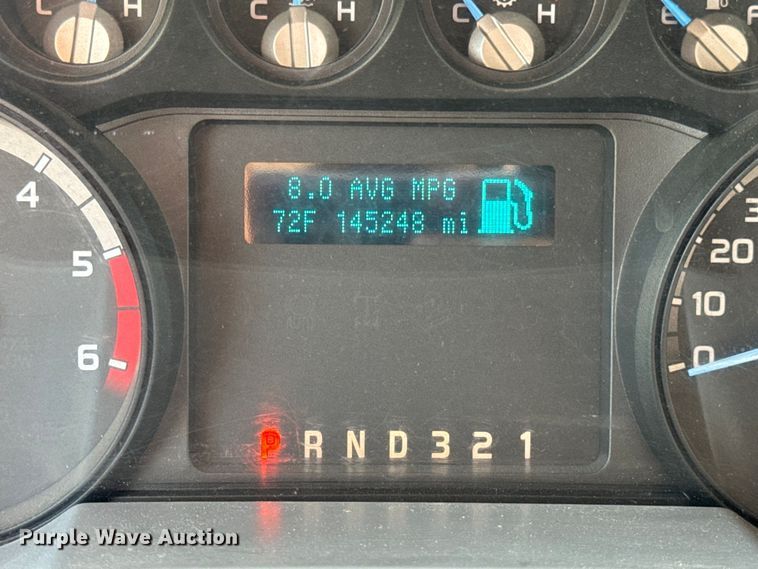 C H C H C H E F
8.0 AVG MPG
72F 145248 mi
4
5
6
3
20
10
0
P R N D 3 2 1
Purple Wave Auction